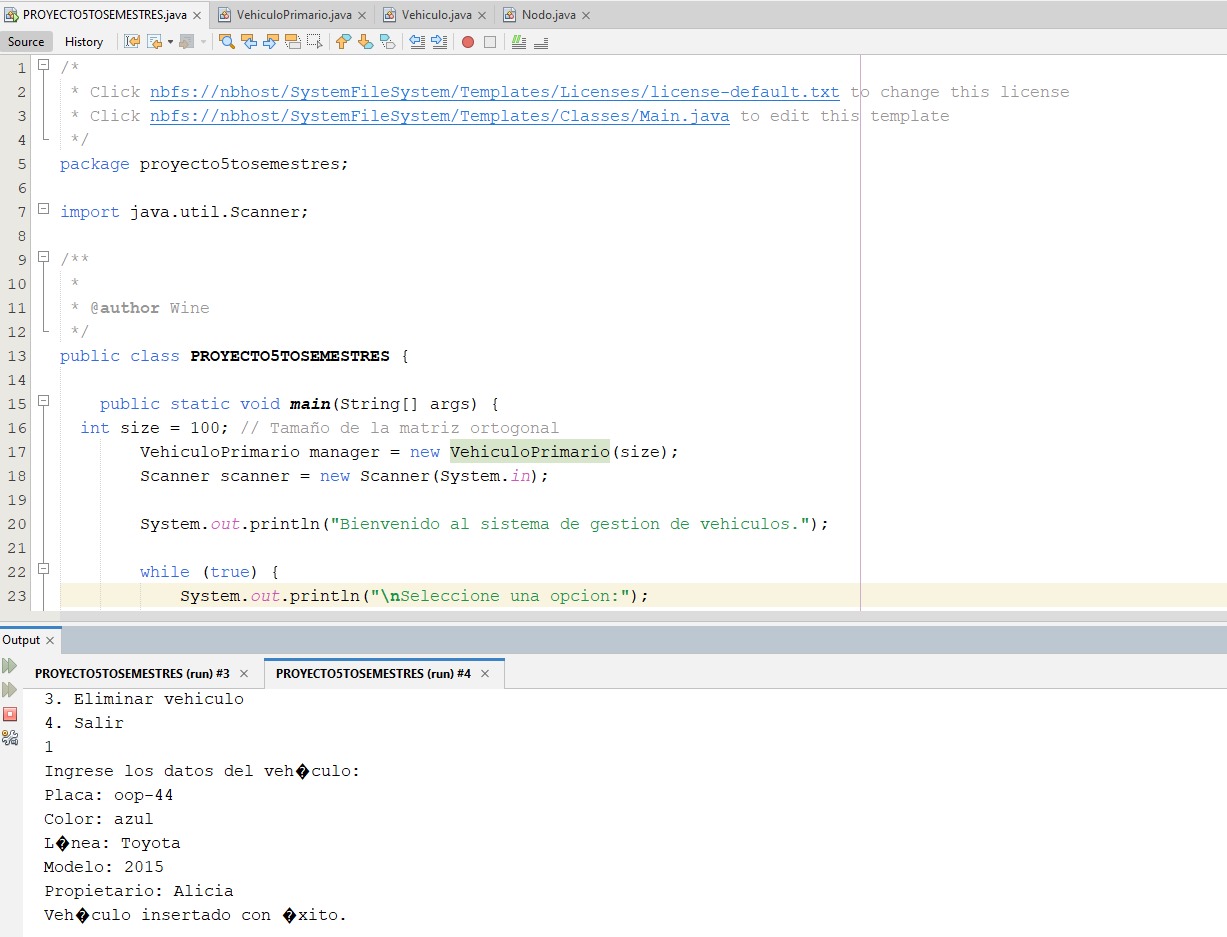 PROYECTO5TOSEMESTRES.java VehiculoPrimario.java Vehiculo.java Nodo.java
Source History
1 /*
2 * Click nbfs://nbhost/SystemFileSystem/Templates/Licenses/license-default.txt to change this license
3 * Click nbfs://nbhost/SystemFileSystem/Templates/Classes/Main.java to edit this template
4 */
5 package proyecto5tosemestres;
6
7 import java.util.Scanner;
8
9 /**
10 *
11 * @author Wine
12 */
13 public class PROYECTO5TOSEMESTRES {
14
15 public static void main(String[] args) {
16 int size = 100; // Tamaño de la matriz ortogonal
17 VehiculoPrimario manager = new VehiculoPrimario(size);
18 Scanner scanner = new Scanner(System.in);
19
20 System.out.println("Bienvenido al sistema de gestion de vehiculos.");
21
22 while (true) {
23 System.out.println("\nSeleccione una opcion:");
Output
PROYECTO5TOSEMESTRES (run) #3 PROYECTO5TOSEMESTRES (run) #4
3. Eliminar vehiculo
4. Salir
1
Ingrese los datos del veh�culo:
Placa: oop-44
Color: azul
L�nea: Toyota
Modelo: 2015
Propietario: Alicia
Veh�culo insertado con �xito.